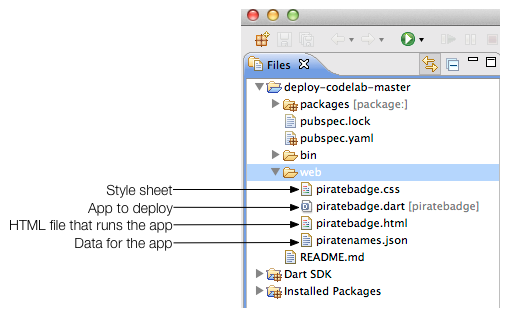 Files
deploy-codelab-master
packages [package:]
pubspec.lock
pubspec.yaml
bin
web
Style sheet piratebadge.css
App to deploy piratebadge.dart [piratebadge]
HTML file that runs the app piratebadge.html
Data for the app piratenames.json
README.md
Dart SDK
Installed Packages